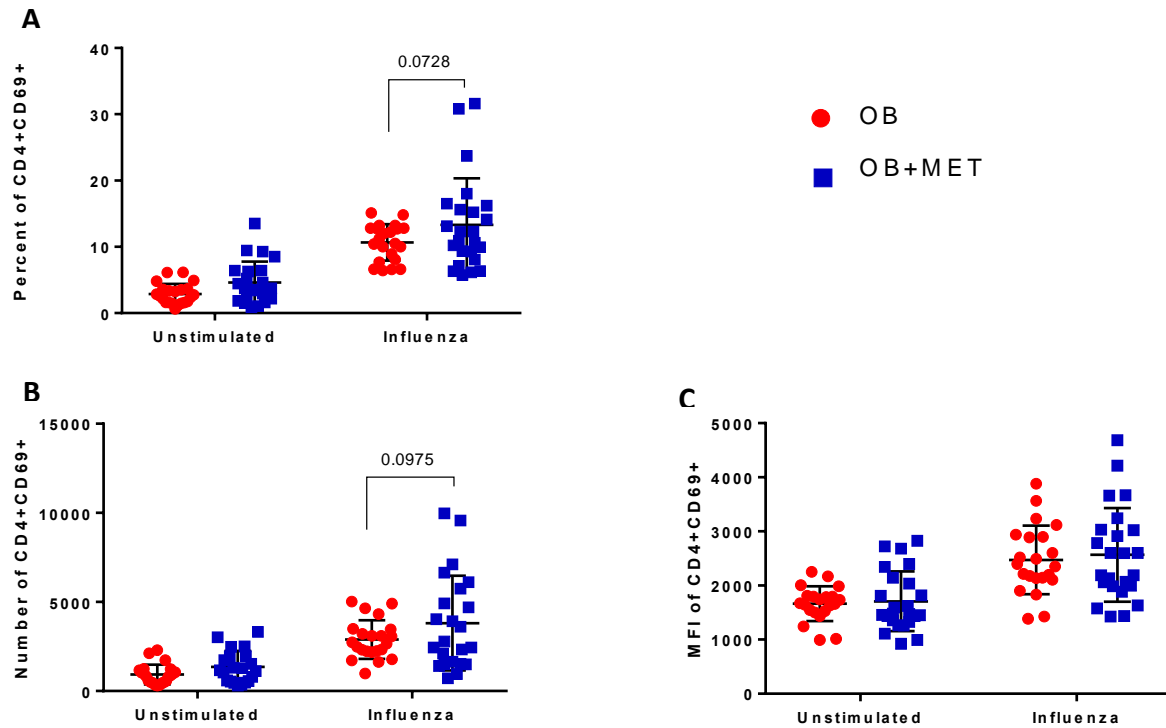 A
Percent of CD4+CD69+
40
30
20
10
0
0.0728
Unstimulated Influenza
OB
OB+MET
B
Number of CD4+CD69+
15000
10000
5000
0
0.0975
Unstimulated Influenza
C
MFI of CD4+CD69+
5000
4000
3000
2000
1000
0
Unstimulated Influenza